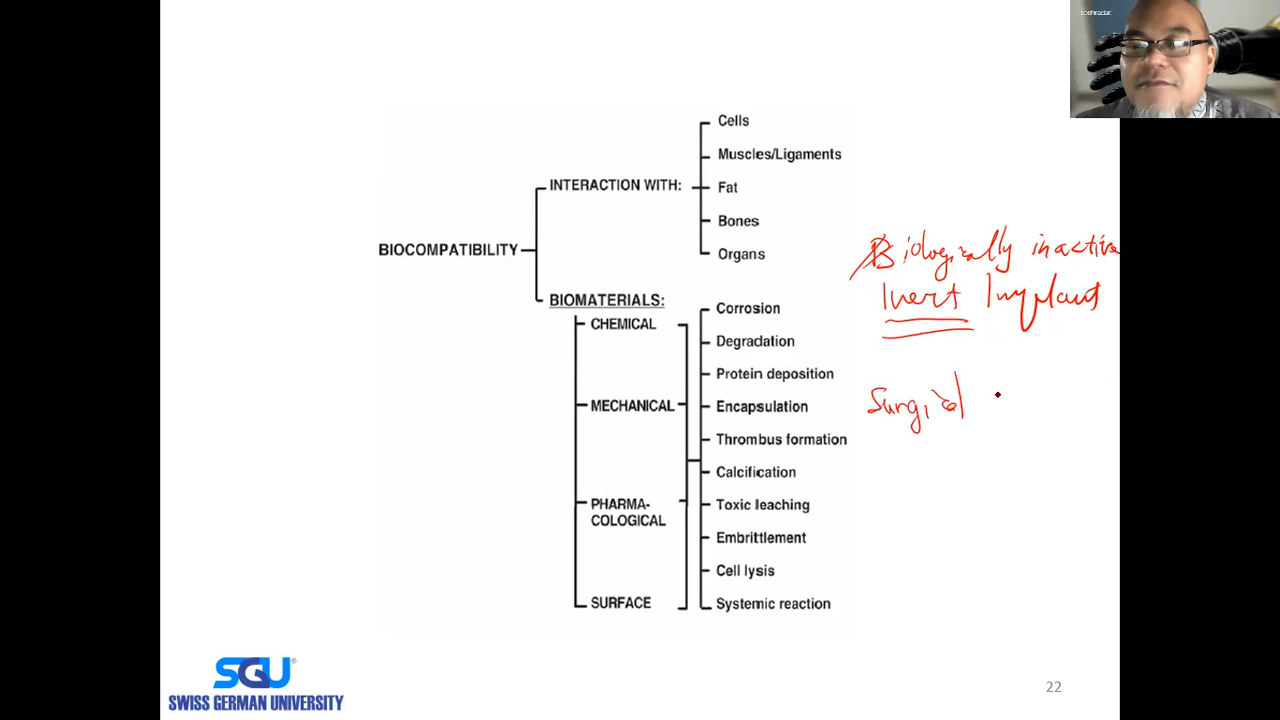 techradar.
Cells
Muscles/Ligaments
INTERACTION WITH:
Fat
Bones
BIOCOMPATIBILITY
Organs
Biologically inactive
Inert Implant
BIOMATERIALS:
Corrosion
CHEMICAL
Degradation
Protein deposition
MECHANICAL
Encapsulation
Surgical
Thrombus formation
Calcification
PHARMA-
COLOGICAL
Toxic leaching
Embrittlement
Cell lysis
SURFACE
Systemic reaction
SGU®
SWISS GERMAN UNIVERSITY
22